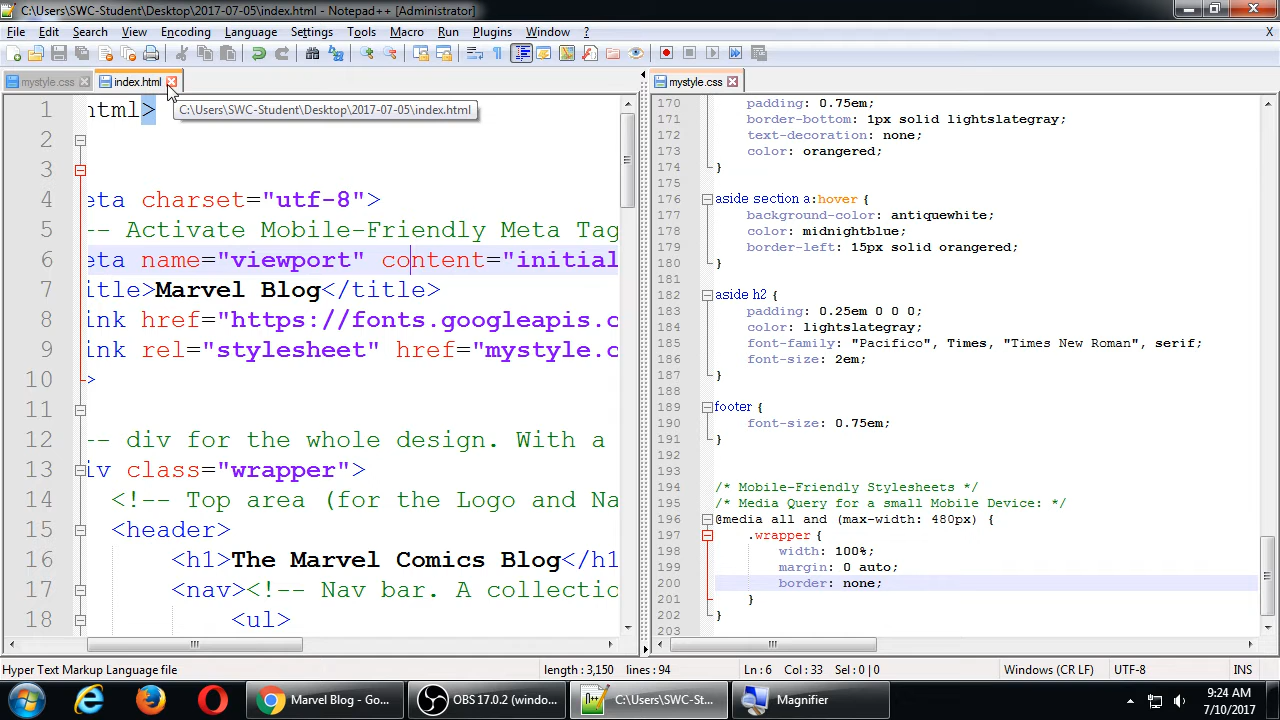 C:\Users\SWC-Student\Desktop\2017-07-05\index.html - Notepad++ [Administrator]
File Edit Search View Encoding Language Settings Tools Macro Run Plugins Window ? X
mystyle.css index.html
mystyle.css
C:\Users\SWC-Student\Desktop\2017-07-05\index.html
1 html>
2
3
4 eta charset="utf-8">
5 -- Activate Mobile-Friendly Meta Tag
6 eta name="viewport" content="initial
7 itle>Marvel Blog</title>
8 ink href="https://fonts.googleapis.c
9 ink rel="stylesheet" href="mystyle.c
10 >
11
12 -- div for the whole design. With a
13 iv class="wrapper">
14 <!-- Top area (for the Logo and Na
15 <header>
16 <h1>The Marvel Comics Blog</h1
17 <nav><!-- Nav bar. A collectio
18 <ul>
170 padding: 0.75em;
171 border-bottom: 1px solid lightslategray;
172 text-decoration: none;
173 color: orangered;
174 }
175
176 aside section a:hover {
177 background-color: antiquewhite;
178 color: midnightblue;
179 border-left: 15px solid orangered;
180 }
181
182 aside h2 {
183 padding: 0.25em 0 0 0;
184 color: lightslategray;
185 font-family: "Pacifico", Times, "Times New Roman", serif;
186 font-size: 2em;
187 }
188
189 footer {
190 font-size: 0.75em;
191 }
192
193
194 /* Mobile-Friendly Stylesheets */
195 /* Media Query for a small Mobile Device: */
196 @media all and (max-width: 480px) {
197 .wrapper {
198 width: 100%;
199 margin: 0 auto;
200 border: none;
201 }
202 }
203
Hyper Text Markup Language file length : 3,150 lines : 94 Ln : 6 Col : 33 Sel : 0 | 0 Windows (CR LF) UTF-8 INS
Marvel Blog - Go... OBS 17.0.2 (windo... C:\Users\SWC-St... Magnifier
9:24 AM
7/10/2017